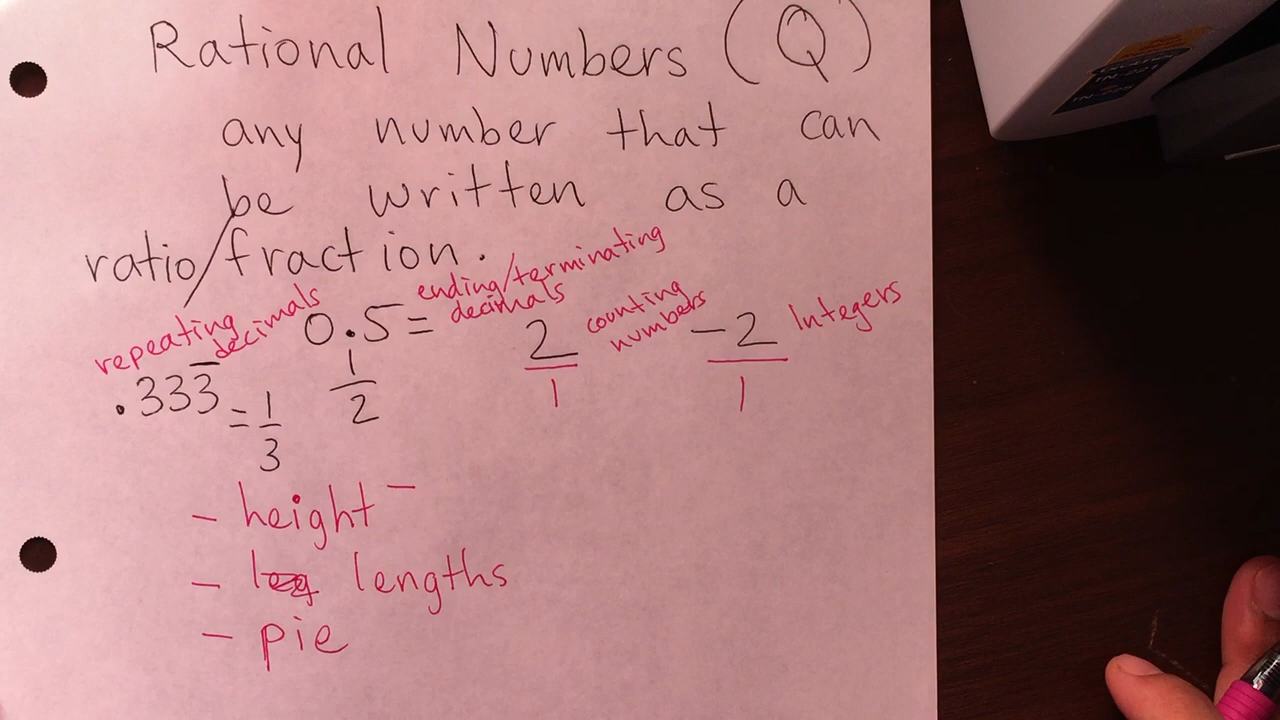 Rational Numbers (Q)
any number that can
be written as a
ratio/fraction.
repeating decimals
.333̅ = 1/3
ending/terminating decimals
0.5 = 1/2
2/1 counting numbers
-2/1 Integers
- height -
- lengths
- pie